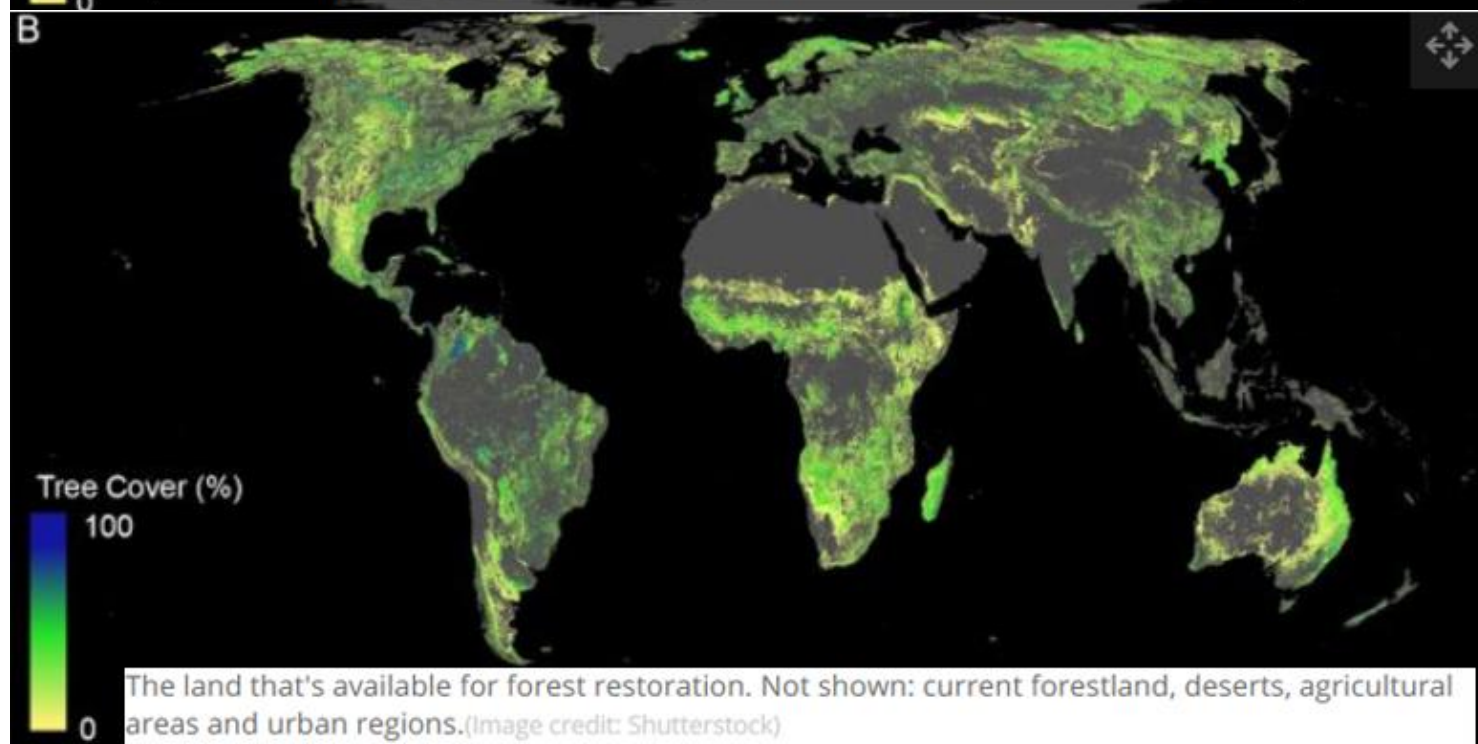 0
B
Tree Cover (%)
100
0
The land that's available for forest restoration. Not shown: current forestland, deserts, agricultural
areas and urban regions.(Image credit: Shutterstock)